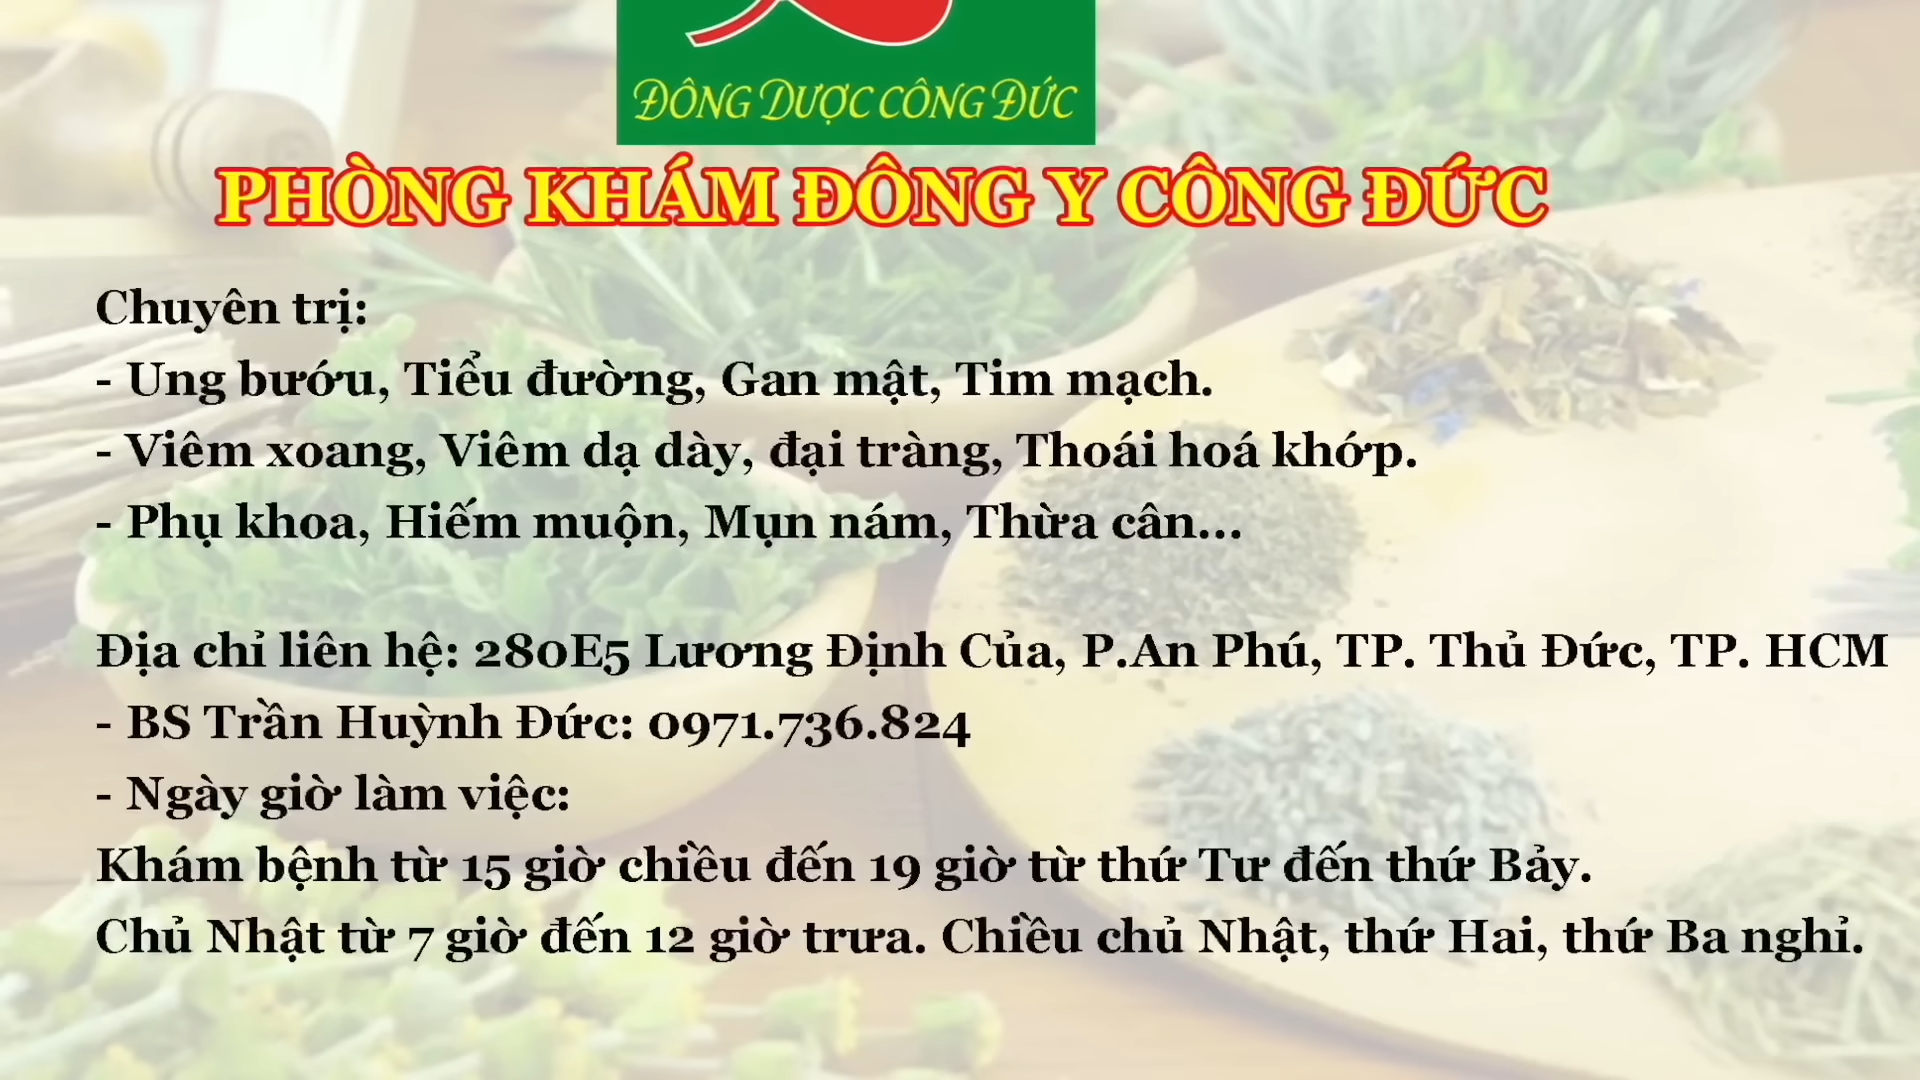 ĐÔNG DƯỢC CÔNG ĐỨC
PHÒNG KHÁM ĐÔNG Y CÔNG ĐỨC
Chuyên trị:
- Ung bướu, Tiểu đường, Gan mật, Tim mạch.
- Viêm xoang, Viêm dạ dày, đại tràng, Thoái hoá khớp.
- Phụ khoa, Hiếm muộn, Mụn nám, Thừa cân...
Địa chỉ liên hệ: 280E5 Lương Định Của, P.An Phú, TP. Thủ Đức, TP. HCM
- BS Trần Huỳnh Đức: 0971.736.824
- Ngày giờ làm việc:
Khám bệnh từ 15 giờ chiều đến 19 giờ từ thứ Tư đến thứ Bảy.
Chủ Nhật từ 7 giờ đến 12 giờ trưa. Chiều chủ Nhật, thứ Hai, thứ Ba nghỉ.